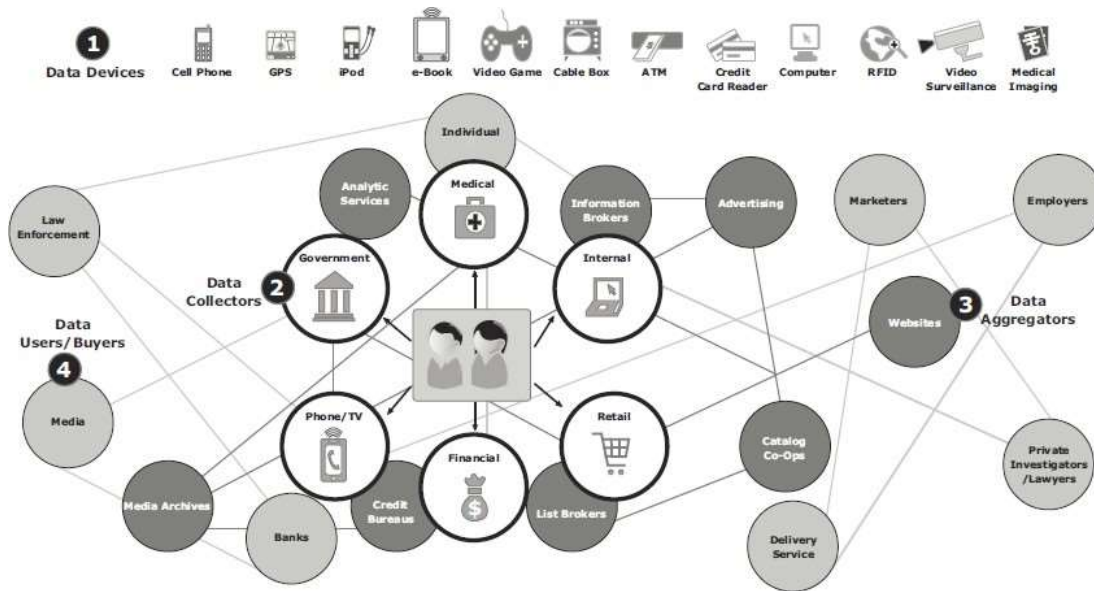 1
Data Devices
Cell Phone
GPS
iPod
e-Book
Video Game
Cable Box
ATM
Credit
Card Reader
Computer
RFID
Video
Surveillance
Medical
Imaging
Individual
Analytic
Services
Medical
Information
Brokers
Advertising
Marketers
Employers
Law
Enforcement
Government
Internal
2
Data
Collectors
3
Data
Aggregators
Websites
Data
Users/Buyers
4
Media
Phone/TV
Retail
Catalog
Co-Ops
Private
Investigators
/Lawyers
Financial
$
Media Archives
Banks
Credit
Bureaus
List Brokers
Delivery
Service